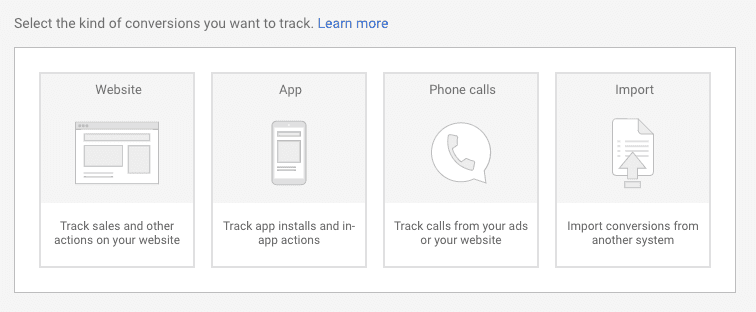 Select the kind of conversions you want to track. Learn more
Website
App
Phone calls
Import
Track sales and other
actions on your website
Track app installs and in-
app actions
Track calls from your ads
or your website
Import conversions from
another system